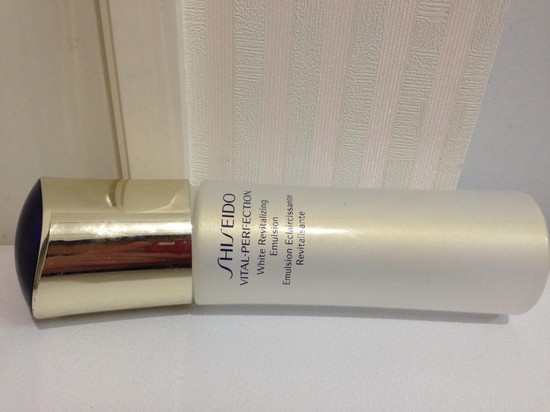 SHISEIDO
VITAL-PERFECTION
White Revitalizing
Emulsion
Emulsion Eclaircissante
Revitalisante